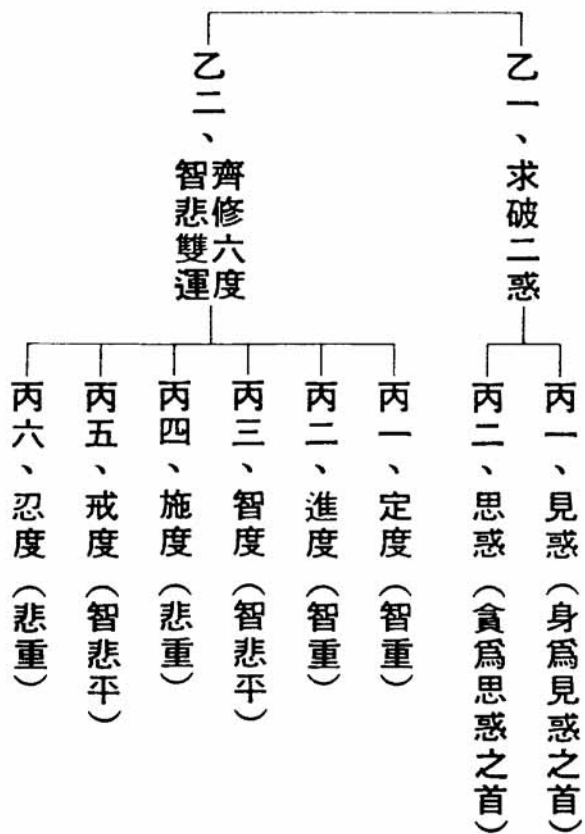 乙一、求破二惑
丙一、見惑（身爲見惑之首）
丙二、思惑（貪爲思惑之首）
乙二、齊修六度
智悲雙運
丙一、定度（智重）
丙二、進度（智重）
丙三、智度（智悲平）
丙四、施度（悲重）
丙五、戒度（智悲平）
丙六、忍度（悲重）